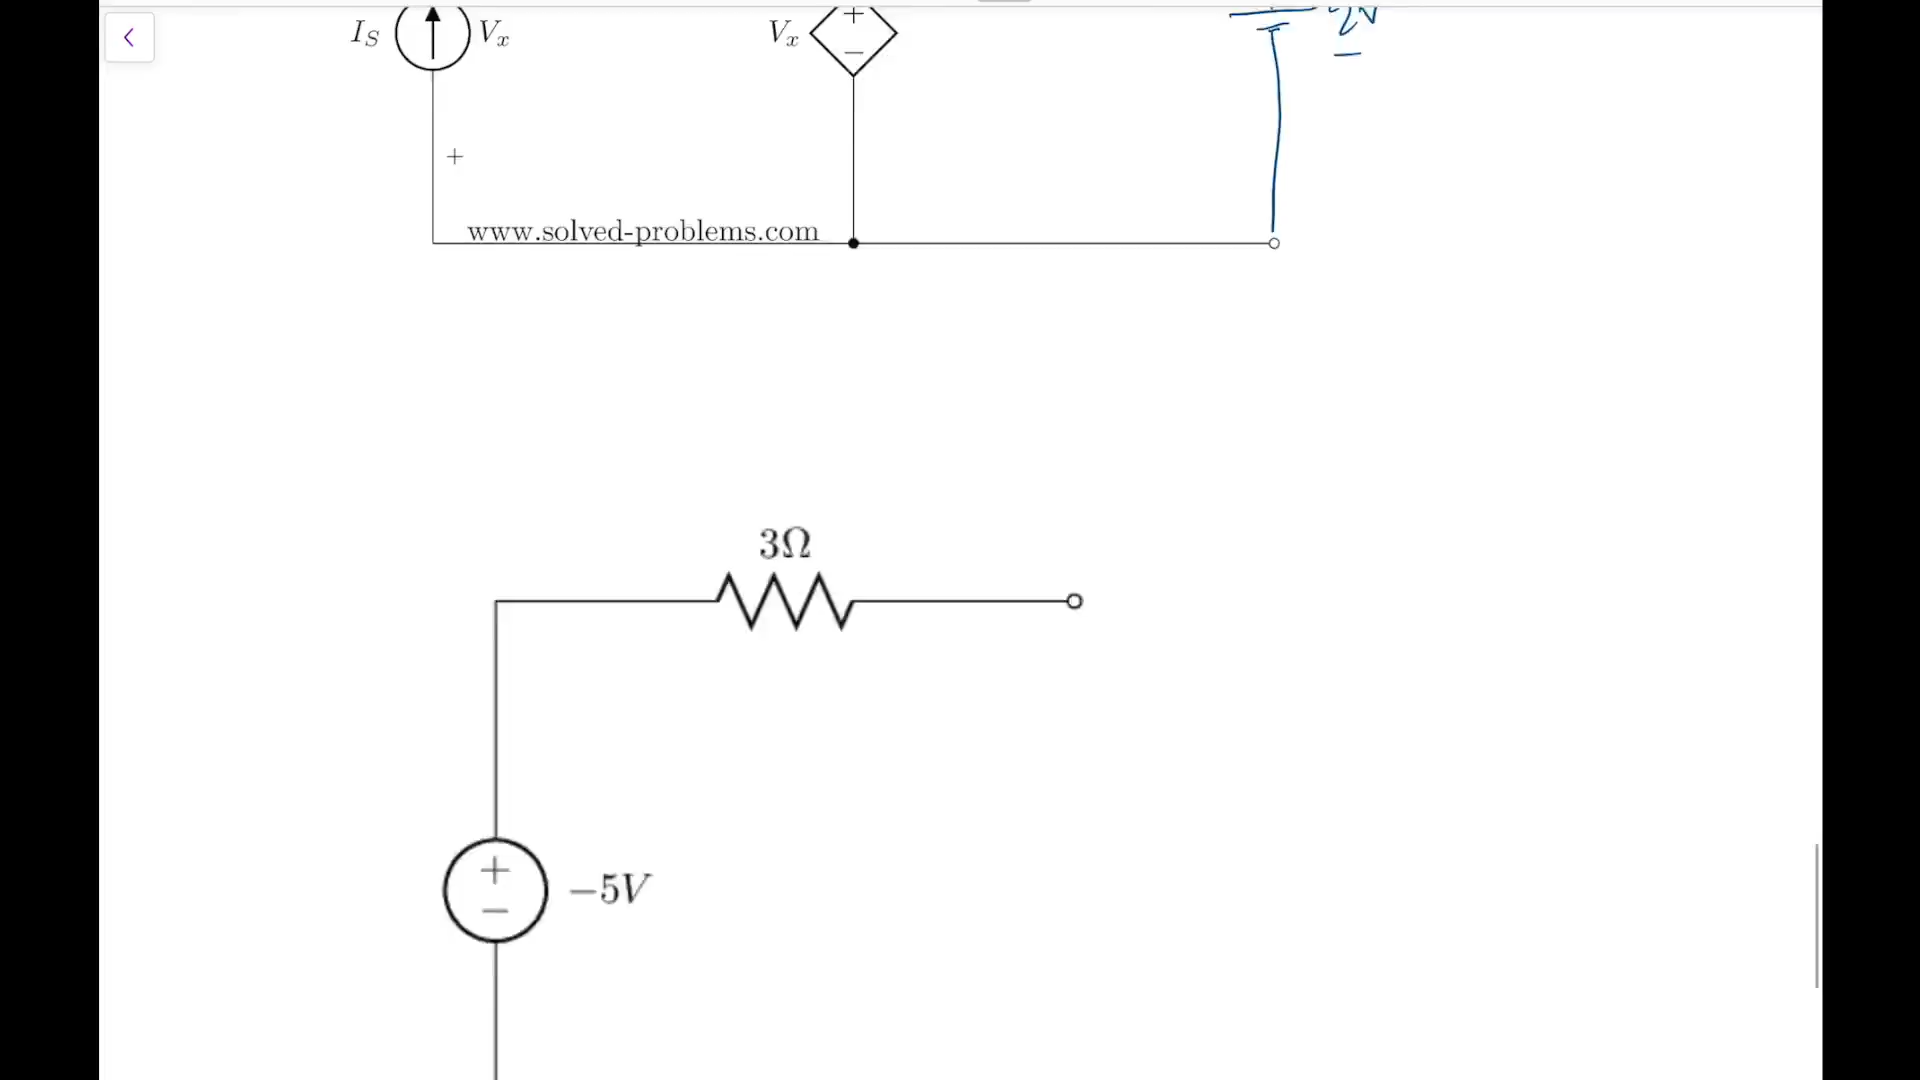 I_S V_x V_x + −
+
www.solved-problems.com
3Ω
+ − −5V